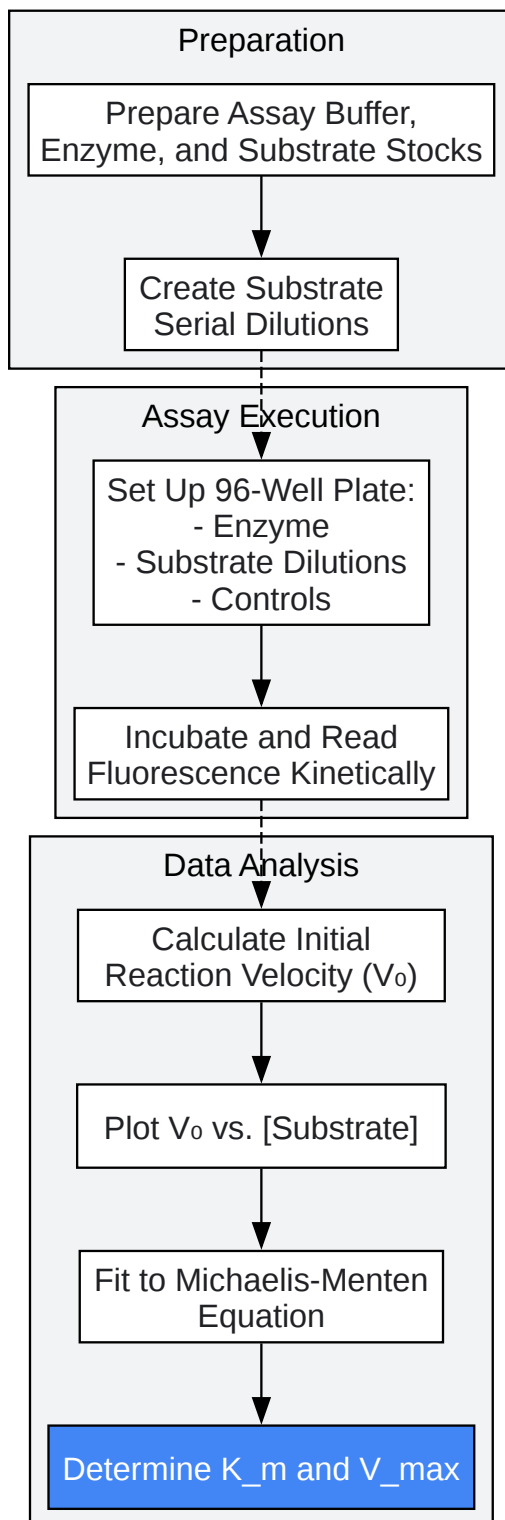 Preparation
Prepare Assay Buffer,
Enzyme, and Substrate Stocks
Create Substrate
Serial Dilutions
Assay Execution
Set Up 96-Well Plate:
- Enzyme
- Substrate Dilutions
- Controls
Incubate and Read
Fluorescence Kinetically
Data Analysis
Calculate Initial
Reaction Velocity (V₀)
Plot V₀ vs. [Substrate]
Fit to Michaelis-Menten
Equation
Determine K_m and V_max